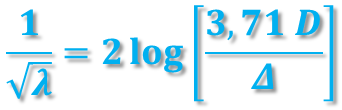 1/√λ = 2 log [3,71 D / Δ]